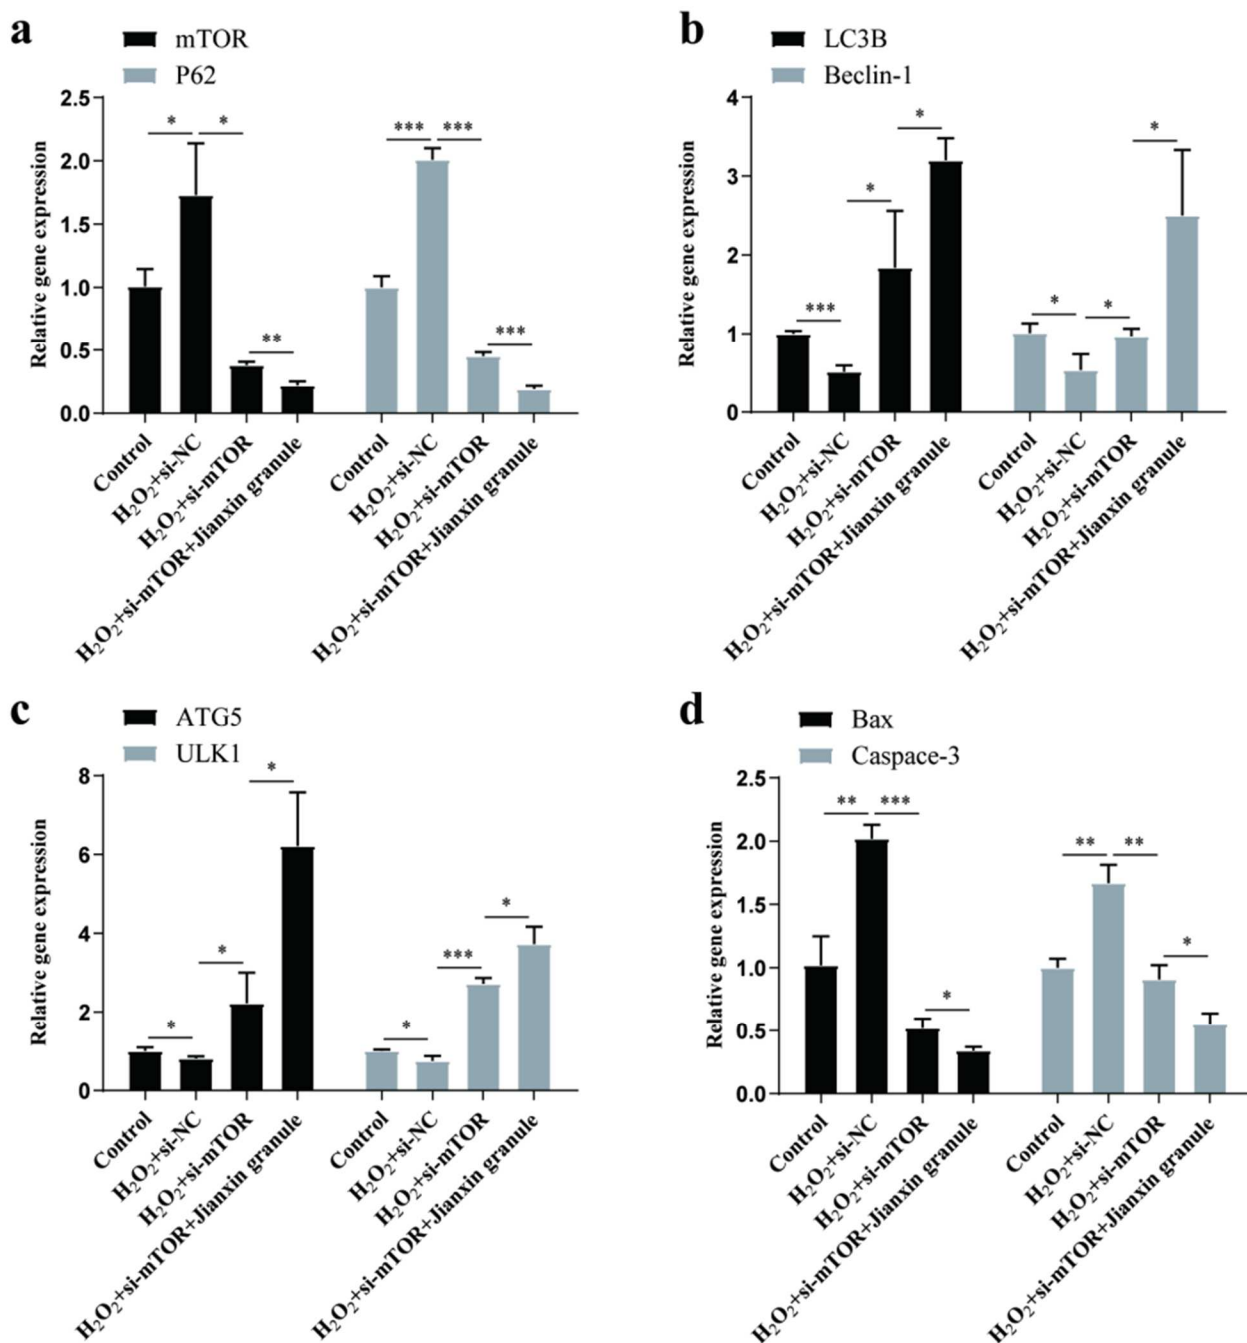 a
mTOR
P62
Relative gene expression
2.5
2.0
1.5
1.0
0.5
0.0
* * ** *** *** ***
Control
H₂O₂+si-NC
H₂O₂+si-mTOR
H₂O₂+si-mTOR+Jianxin granule
Control
H₂O₂+si-NC
H₂O₂+si-mTOR
H₂O₂+si-mTOR+Jianxin granule
b
LC3B
Beclin-1
Relative gene expression
4
3
2
1
0
*** * * * * *
Control
H₂O₂+si-NC
H₂O₂+si-mTOR
H₂O₂+si-mTOR+Jianxin granule
Control
H₂O₂+si-NC
H₂O₂+si-mTOR
H₂O₂+si-mTOR+Jianxin granule
c
ATG5
ULK1
Relative gene expression
8
6
4
2
0
* * * * *** *
Control
H₂O₂+si-NC
H₂O₂+si-mTOR
H₂O₂+si-mTOR+Jianxin granule
Control
H₂O₂+si-NC
H₂O₂+si-mTOR
H₂O₂+si-mTOR+Jianxin granule
d
Bax
Caspace-3
Relative gene expression
2.5
2.0
1.5
1.0
0.5
0.0
** *** * ** ** *
Control
H₂O₂+si-NC
H₂O₂+si-mTOR
H₂O₂+si-mTOR+Jianxin granule
Control
H₂O₂+si-NC
H₂O₂+si-mTOR
H₂O₂+si-mTOR+Jianxin granule